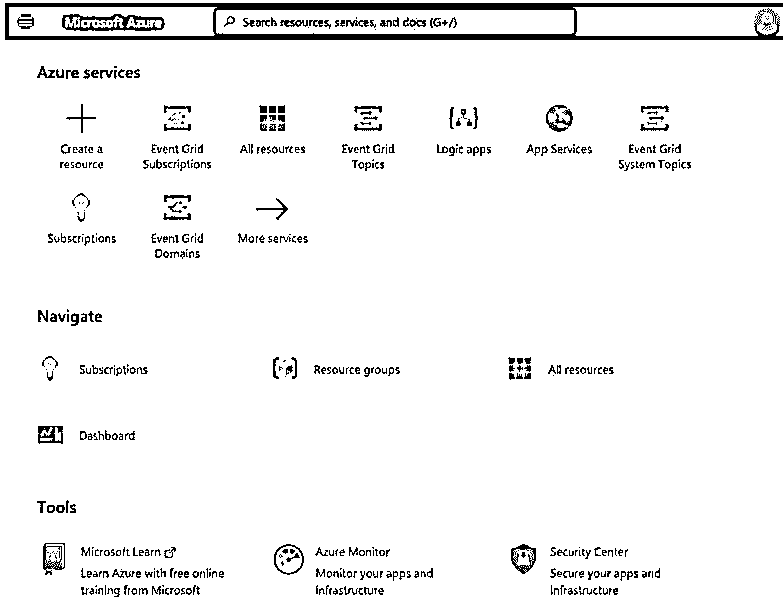 Microsoft Azure
Search resources, services, and docs (G+/)
Azure services
Create a resource
Event Grid Subscriptions
All resources
Event Grid Topics
Logic apps
App Services
Event Grid System Topics
Subscriptions
Event Grid Domains
More services
Navigate
Subscriptions
Resource groups
All resources
Dashboard
Tools
Microsoft Learn
Learn Azure with free online
training from Microsoft
Azure Monitor
Monitor your apps and
infrastructure
Security Center
Secure your apps and
infrastructure